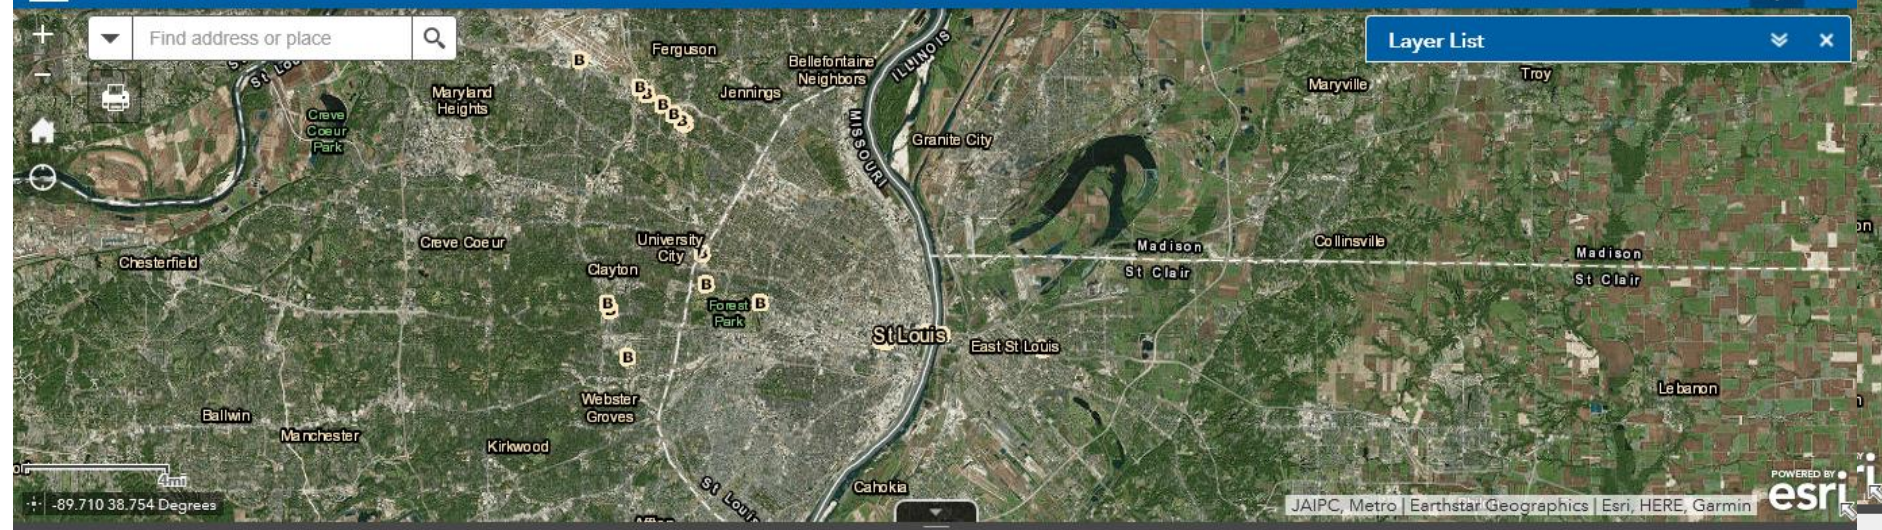 Find address or place
Layer List
Ferguson
Bellefontaine
Neighbors
ILLINOIS
St Lou
Maryland
Heights
Jennings
Maryville
Troy
Creve
Coeur
Park
MISSOURI
Granite City
B
B
B
B
University
City
Creve Coeur
Chesterfield
Clayton
Madison
St Clair
Collinsville
Madison
St Clair
on
B
B
B
Forest
Park
St Louis
East St Louis
B
Webster
Groves
Lebanon
Ballwin
Manchester
Kirkwood
4mi
St Louis
Cahokia
-89.710 38.754 Degrees
POWERED BY
esri
JAIPC, Metro | Earthstar Geographics | Esri, HERE, Garmin